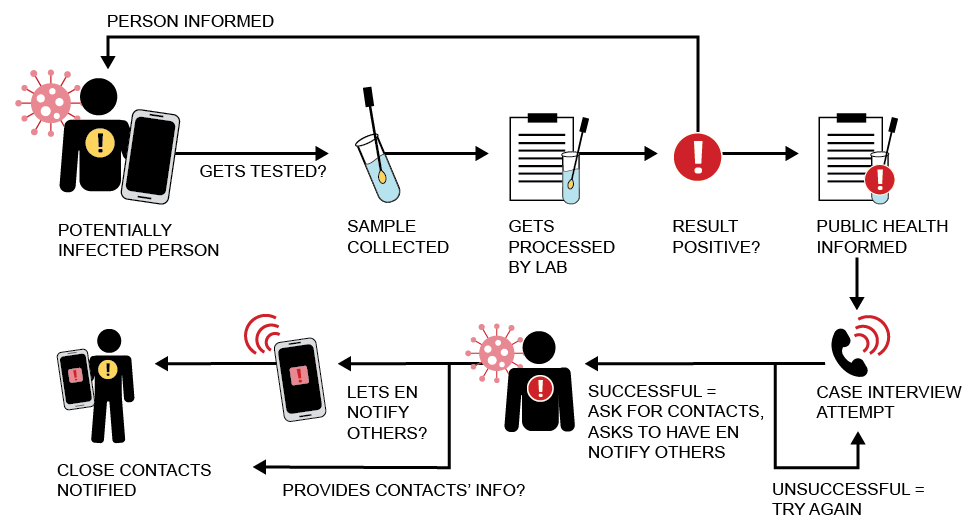 PERSON INFORMED
GETS TESTED?
POTENTIALLY
INFECTED PERSON
SAMPLE
COLLECTED
GETS
PROCESSED
BY LAB
RESULT
POSITIVE?
PUBLIC HEALTH
INFORMED
CASE INTERVIEW
ATTEMPT
UNSUCCESSFUL =
TRY AGAIN
SUCCESSFUL =
ASK FOR CONTACTS,
ASKS TO HAVE EN
NOTIFY OTHERS
LETS EN
NOTIFY
OTHERS?
PROVIDES CONTACTS' INFO?
CLOSE CONTACTS
NOTIFIED